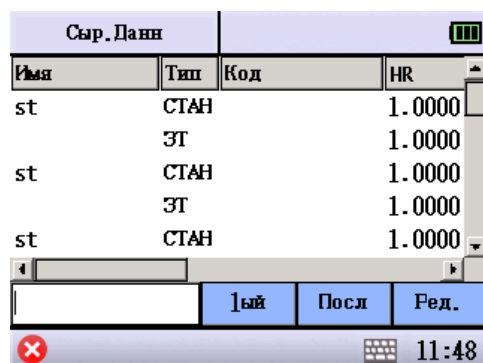 Сыр.Данн
Имя Тип Код HR
st СТАН 1.0000
ЗТ 1.0000
st СТАН 1.0000
ЗТ 1.0000
st СТАН 1.0000
1ый Посл Ред.
11:48